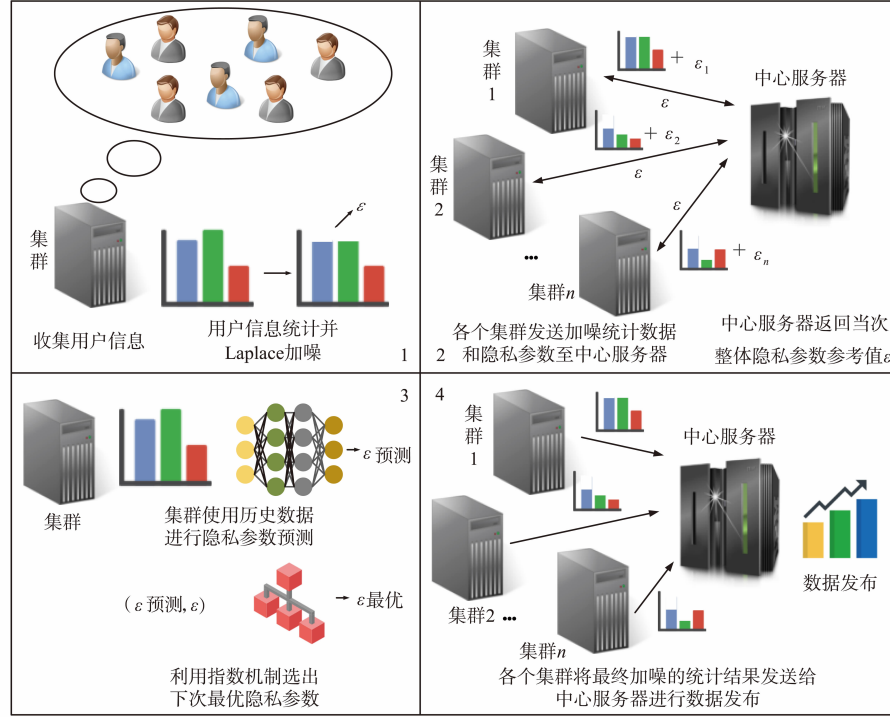 集群
收集用户信息
ε
用户信息统计并
Laplace加噪
1
集群1
+ ε1
ε
中心服务器
集群2
+ ε2
ε
ε
...
集群n
+ εn
各个集群发送加噪统计数据
和隐私参数至中心服务器
2
中心服务器返回当次
整体隐私参数参考值ε
3
集群
ε预测
集群使用历史数据
进行隐私参数预测
(ε预测, ε)
ε最优
利用指数机制选出
下次最优隐私参数
4
集群1
中心服务器
集群2
...
集群n
数据发布
各个集群将最终加噪的统计结果发送给
中心服务器进行数据发布